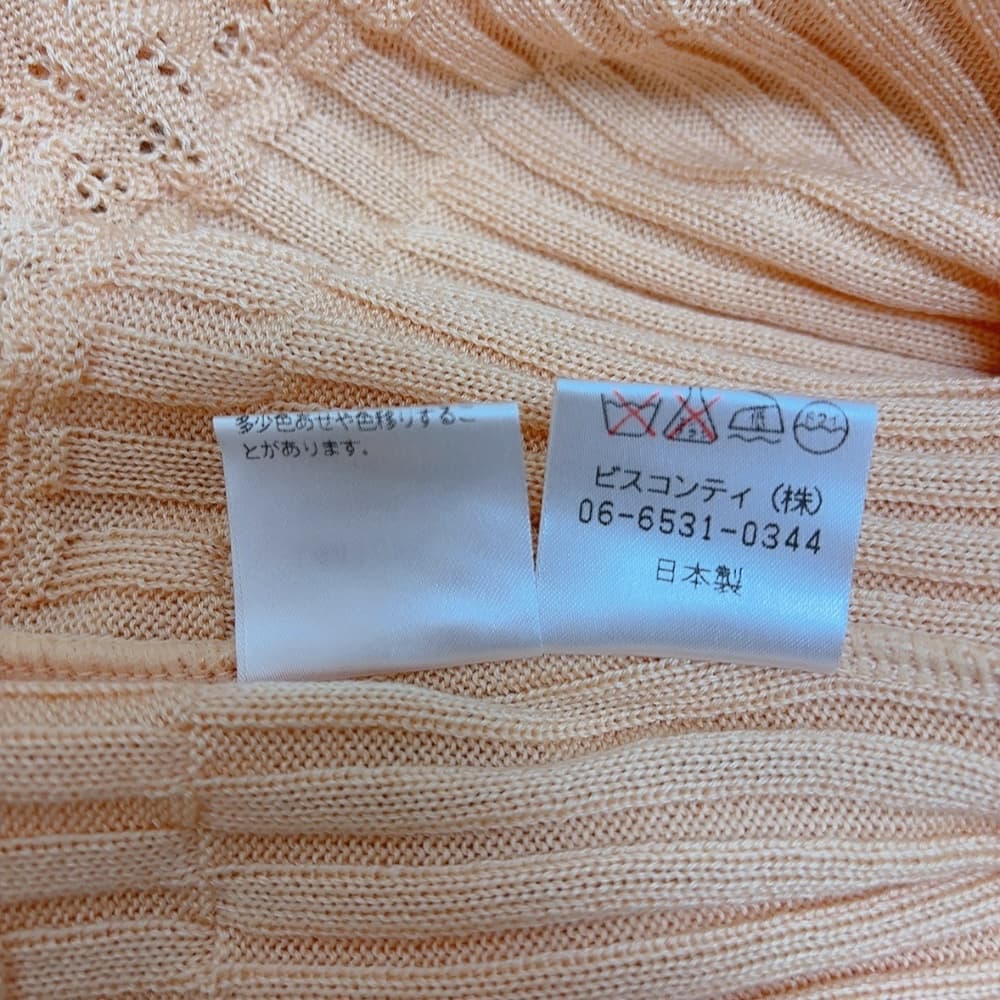 多少色あせや色移りするこ
とがあります。
低
ビスコンティ(株)
06-6531-0344
日本製